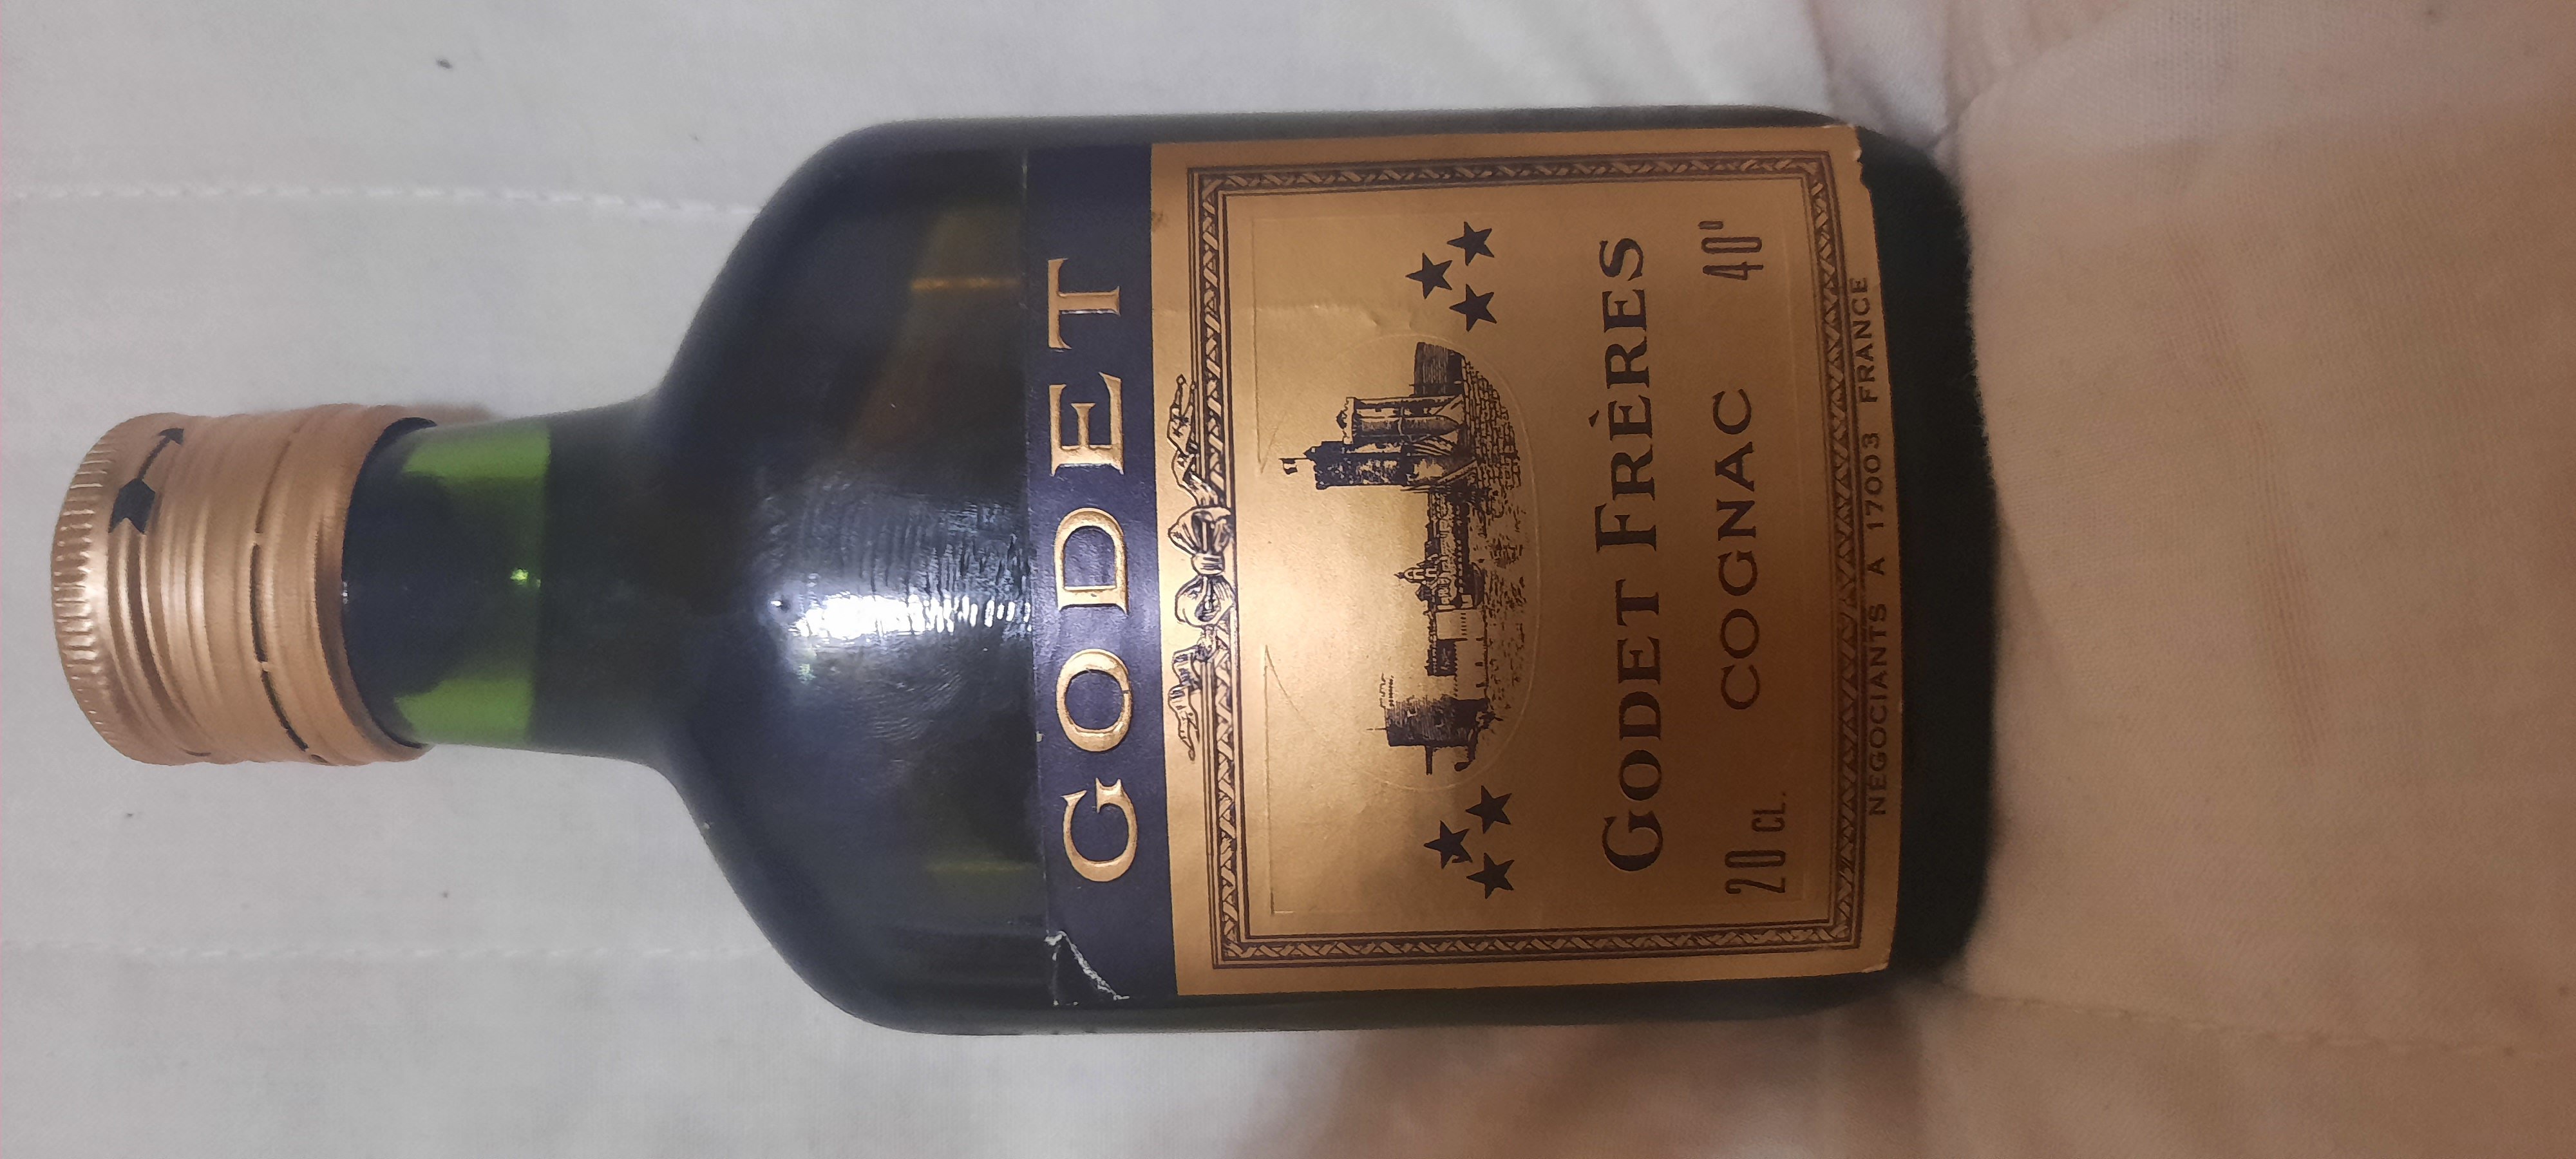 GODET
GODET FRÈRES
COGNAC
20 CL. 40°
NÉGOCIANTS A 17003 FRANCE